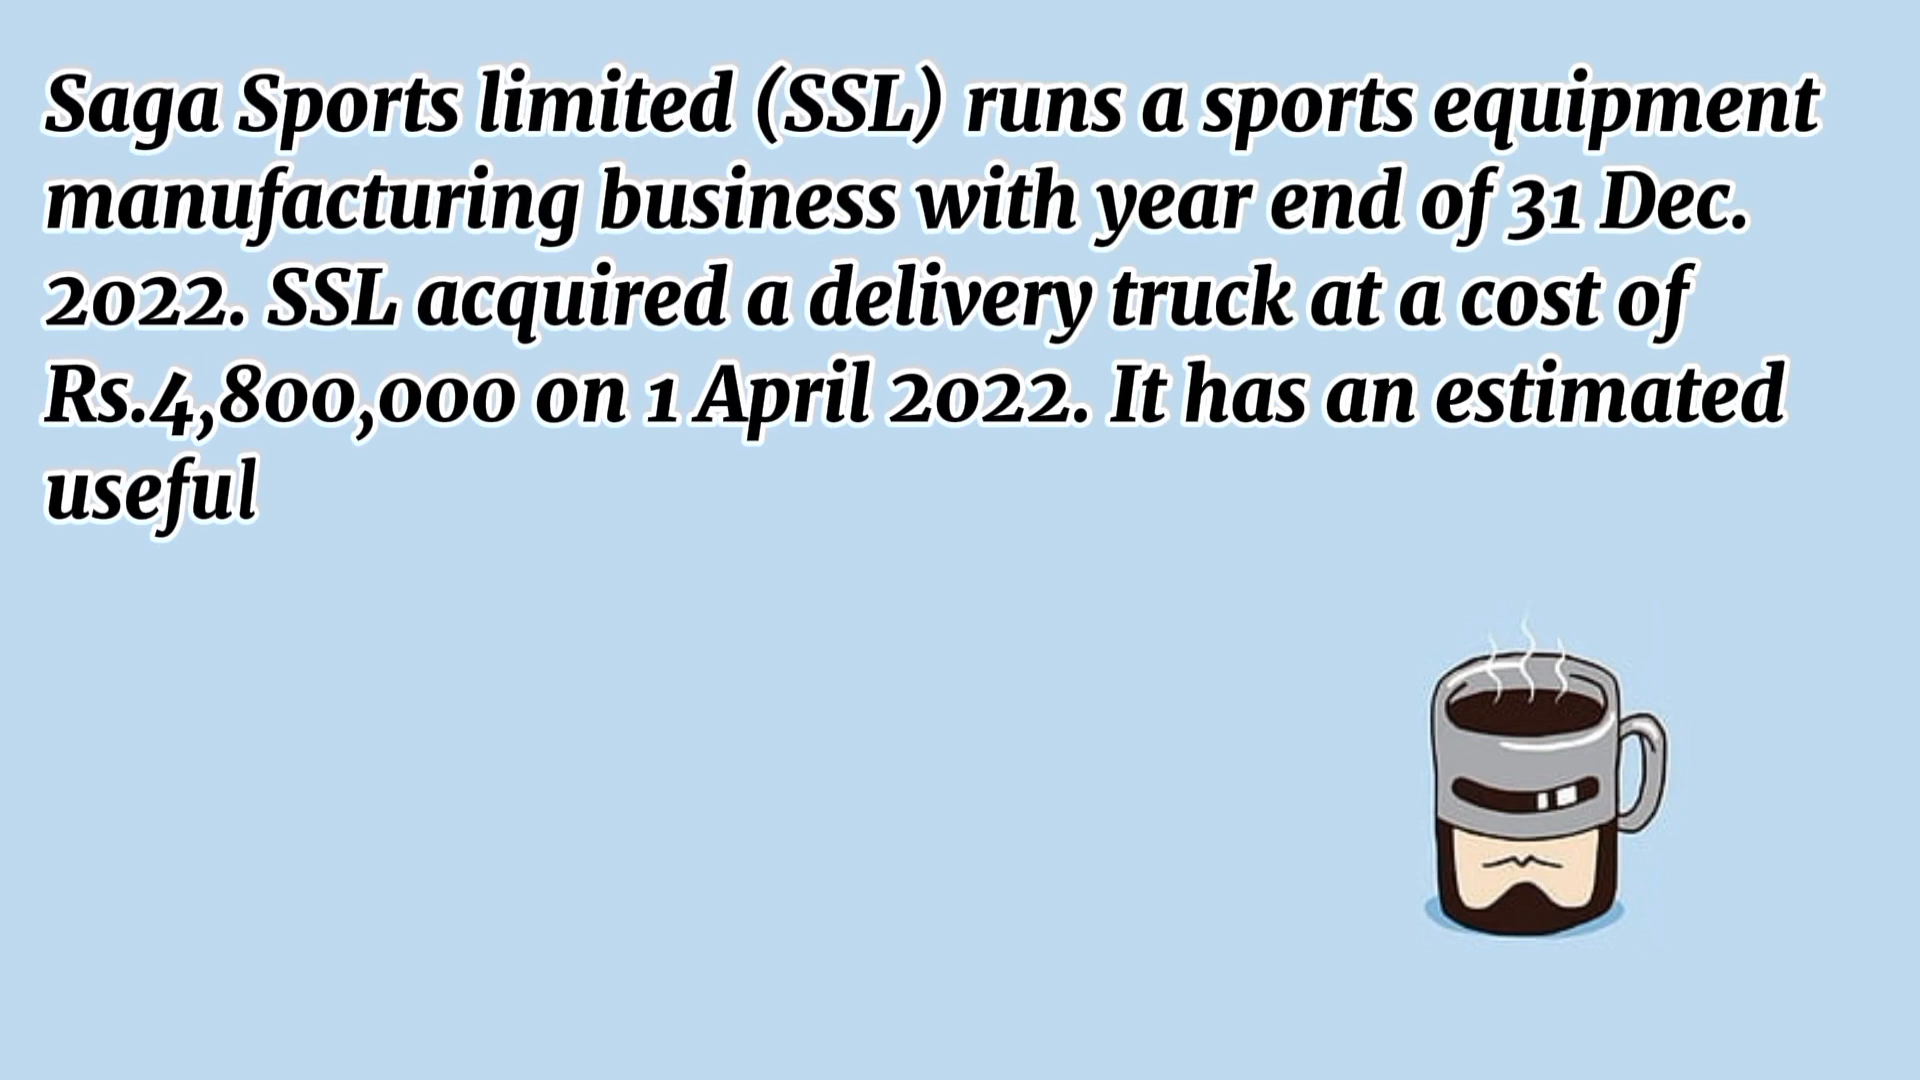 Saga Sports limited (SSL) runs a sports equipment
manufacturing business with year end of 31 Dec.
2022. SSL acquired a delivery truck at a cost of
Rs.4,800,000 on 1 April 2022. It has an estimated
useful